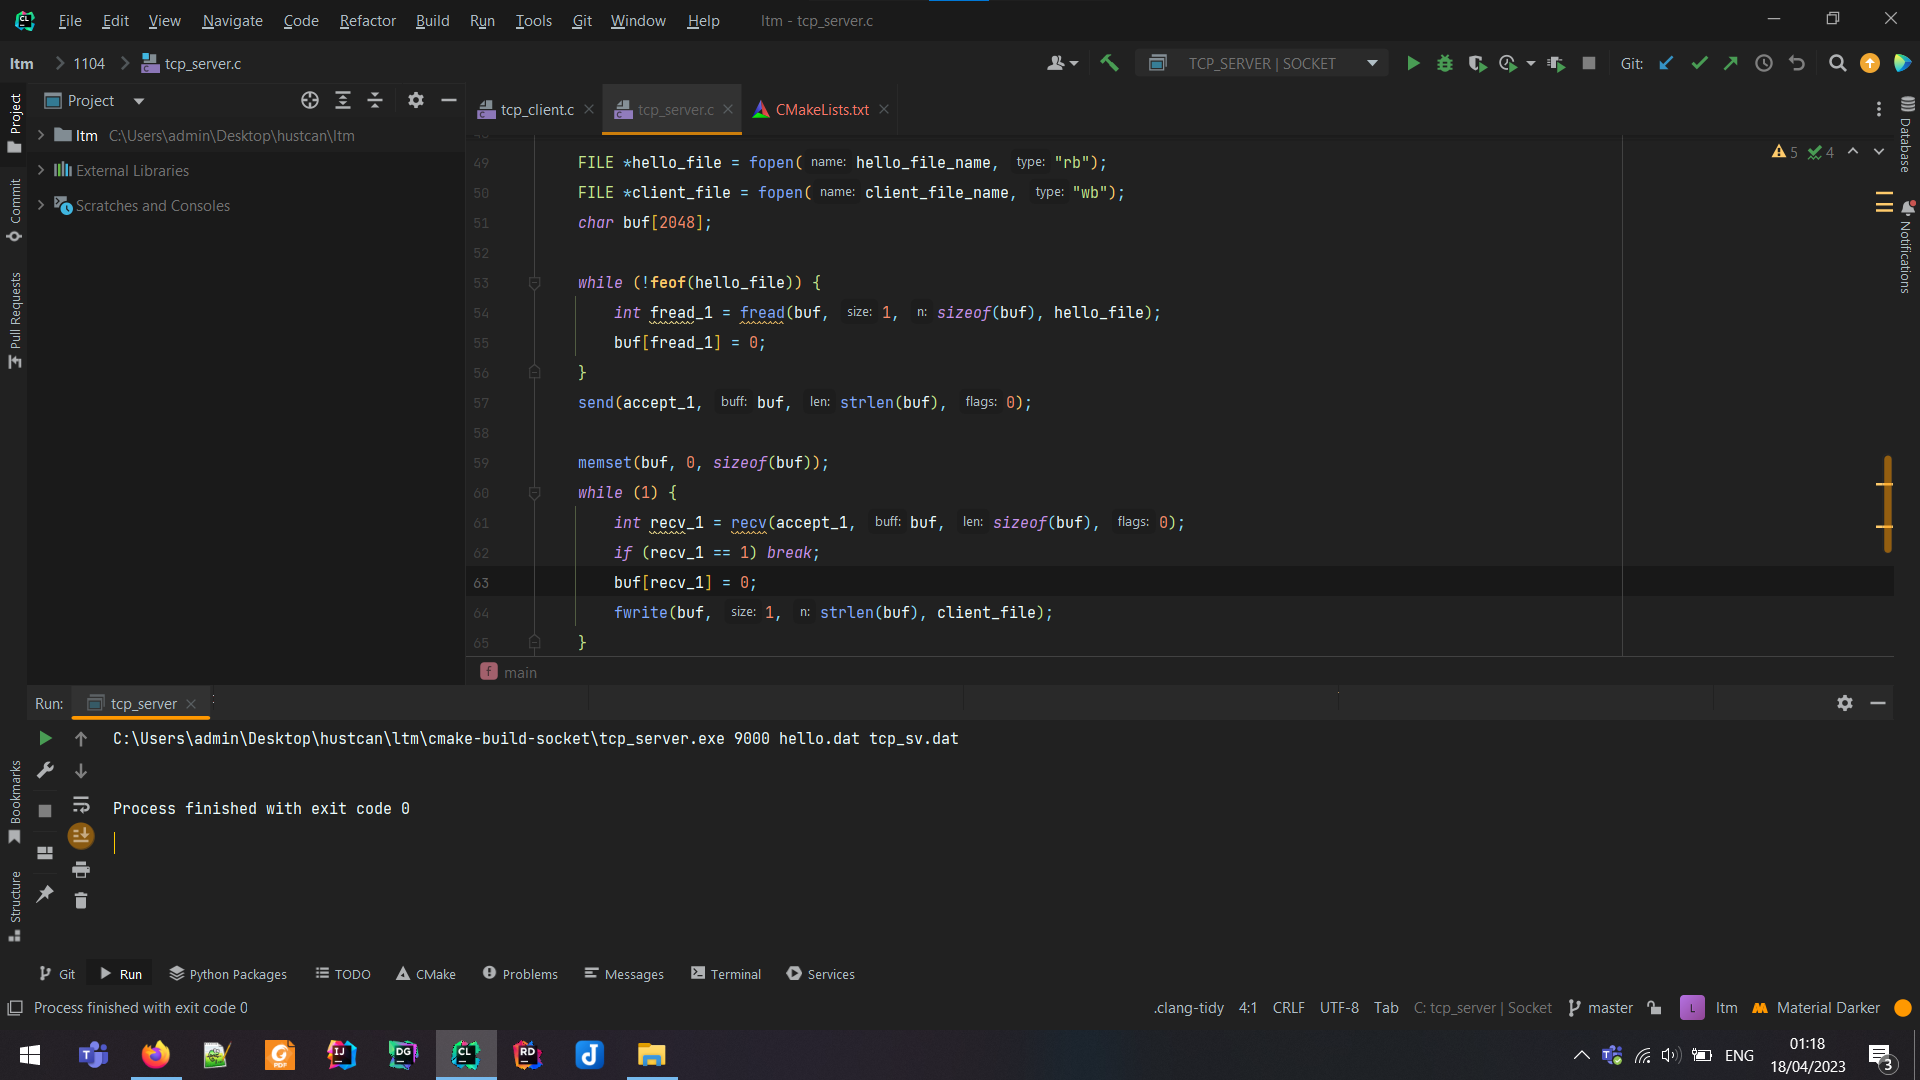 File Edit View Navigate Code Refactor Build Run Tools Git Window Help ltm - tcp_server.c
ltm 1104 tcp_server.c TCP_SERVER | SOCKET Git:
Project
Project
ltm C:\Users\admin\Desktop\hustcan\ltm
External Libraries
Scratches and Consoles
Commit
Pull Requests
Bookmarks
Structure
tcp_client.c tcp_server.c CMakeLists.txt
5 4
Database
Notifications
49 FILE *hello_file = fopen( name: hello_file_name, type: "rb");
50 FILE *client_file = fopen( name: client_file_name, type: "wb");
51 char buf[2048];
52
53 while (!feof(hello_file)) {
54 int fread_1 = fread(buf, size: 1, n: sizeof(buf), hello_file);
55 buf[fread_1] = 0;
56 }
57 send(accept_1, buff: buf, len: strlen(buf), flags: 0);
58
59 memset(buf, 0, sizeof(buf));
60 while (1) {
61 int recv_1 = recv(accept_1, buff: buf, len: sizeof(buf), flags: 0);
62 if (recv_1 == 1) break;
63 buf[recv_1] = 0;
64 fwrite(buf, size: 1, n: strlen(buf), client_file);
65 }
f main
Run: tcp_server
C:\Users\admin\Desktop\hustcan\ltm\cmake-build-socket\tcp_server.exe 9000 hello.dat tcp_sv.dat
Process finished with exit code 0
Git Run Python Packages TODO CMake Problems Messages Terminal Services
Process finished with exit code 0 .clang-tidy 4:1 CRLF UTF-8 Tab C: tcp_server | Socket master L ltm Material Darker
ENG 01:18
18/04/2023 3